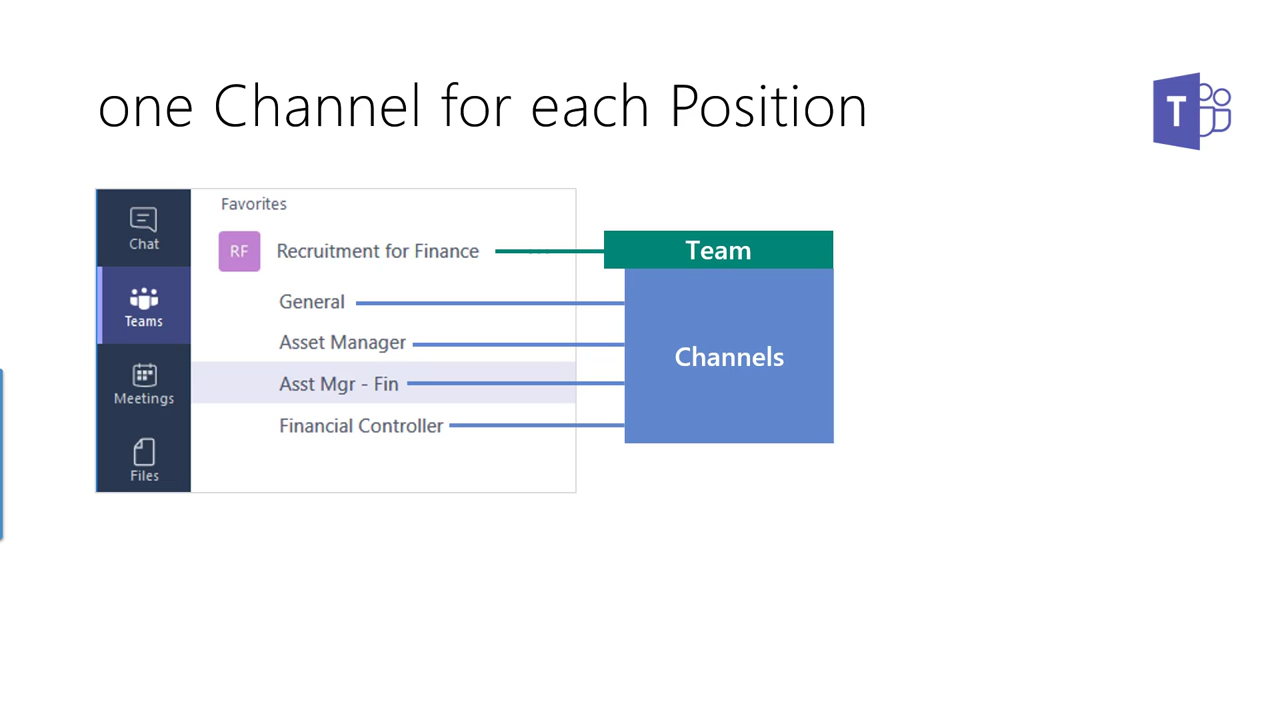 one Channel for each Position
T
Favorites
Chat
RF Recruitment for Finance
Team
General
Teams
Asset Manager
Channels
Asst Mgr - Fin
Meetings
Financial Controller
Files